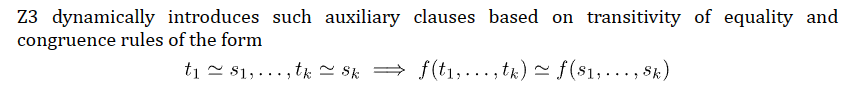 Z3 dynamically introduces such auxiliary clauses based on transitivity of equality and
congruence rules of the form
t₁ ≃ s₁, . . . , tₖ ≃ sₖ ⟹ f(t₁, . . . , tₖ) ≃ f(s₁, . . . , sₖ)